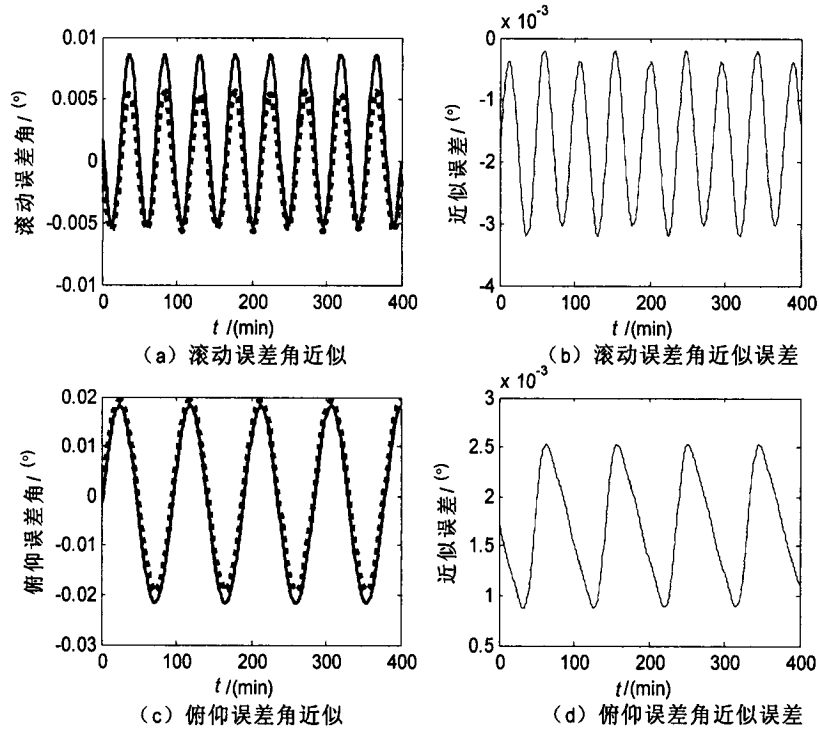 0.01
0.005
0
-0.005
-0.01
滚动误差角/(°)
0 100 200 300 400
t /(min)
（a）滚动误差角近似
× 10⁻³
0
-1
-2
-3
-4
近似误差/(°)
0 100 200 300 400
t/(min)
（b）滚动误差角近似误差
0.02
0.01
0
-0.01
-0.02
-0.03
俯仰误差角/(°)
0 100 200 300 400
t /(min)
（c）俯仰误差角近似
× 10⁻³
3
2.5
2
1.5
1
0.5
近似误差/(°)
0 100 200 300 400
t/(min)
（d）俯仰误差角近似误差